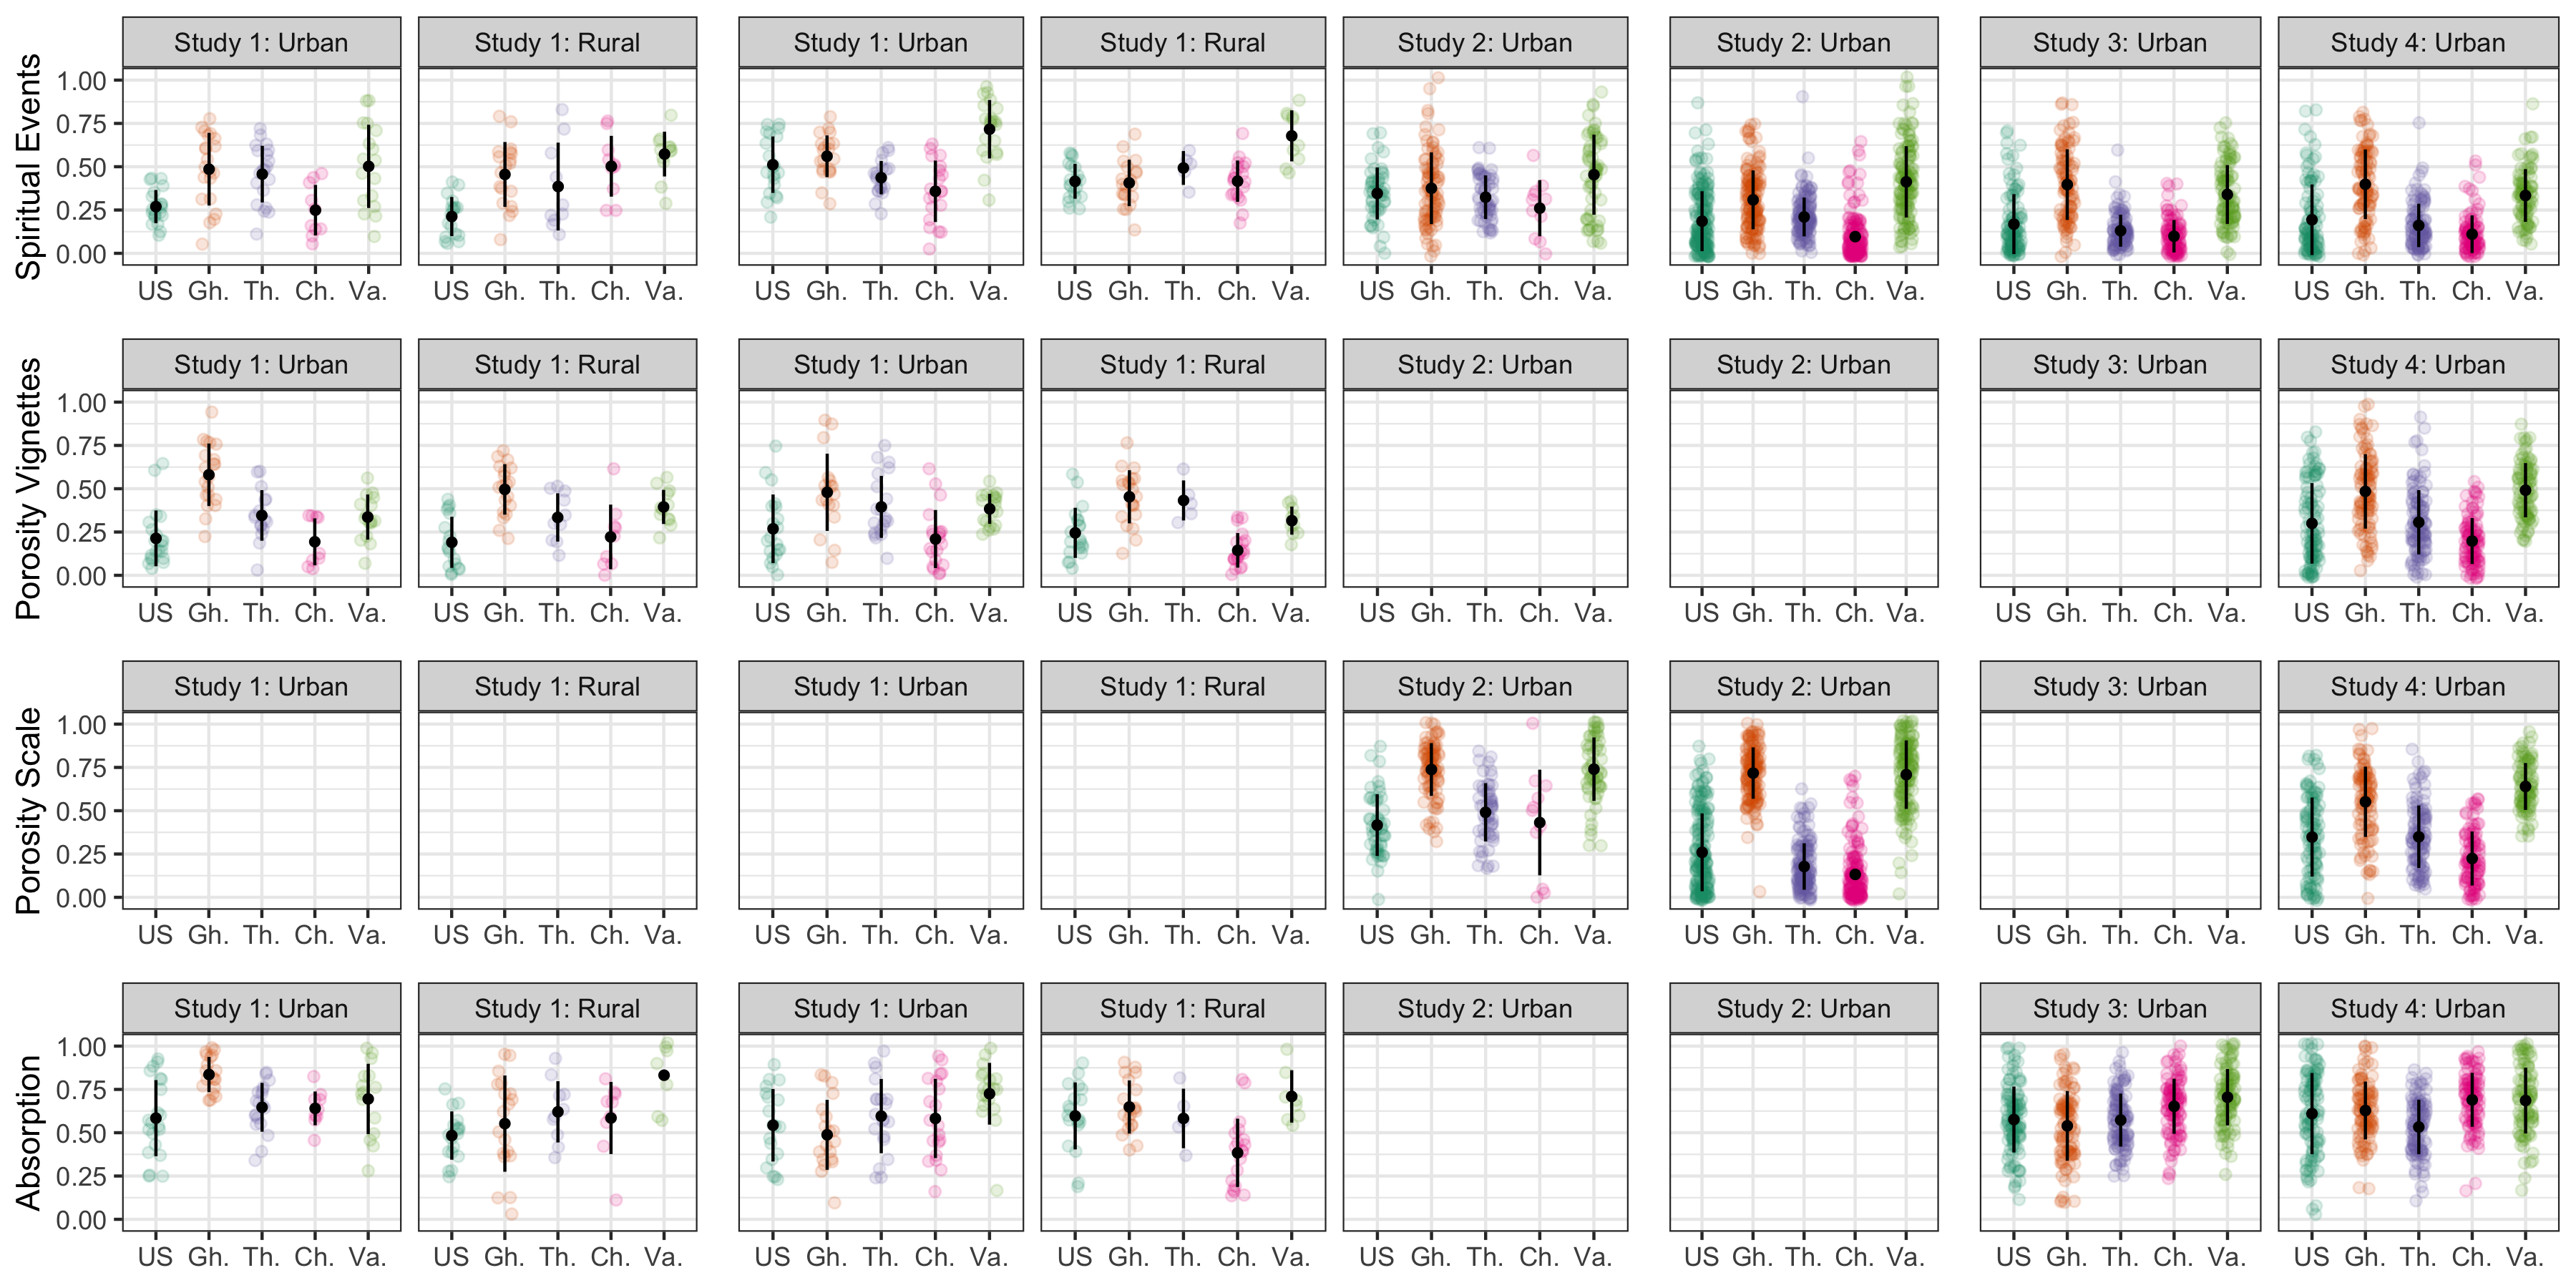 Spiritual Events
Study 1: Urban Study 1: Rural Study 1: Urban Study 1: Rural Study 2: Urban Study 2: Urban Study 3: Urban Study 4: Urban
1.00
0.75
0.50
0.25
0.00
US Gh. Th. Ch. Va. US Gh. Th. Ch. Va. US Gh. Th. Ch. Va. US Gh. Th. Ch. Va. US Gh. Th. Ch. Va. US Gh. Th. Ch. Va. US Gh. Th. Ch. Va. US Gh. Th. Ch. Va.
Porosity Vignettes
Study 1: Urban Study 1: Rural Study 1: Urban Study 1: Rural Study 2: Urban Study 2: Urban Study 3: Urban Study 4: Urban
1.00
0.75
0.50
0.25
0.00
US Gh. Th. Ch. Va. US Gh. Th. Ch. Va. US Gh. Th. Ch. Va. US Gh. Th. Ch. Va. US Gh. Th. Ch. Va. US Gh. Th. Ch. Va. US Gh. Th. Ch. Va. US Gh. Th. Ch. Va.
Porosity Scale
Study 1: Urban Study 1: Rural Study 1: Urban Study 1: Rural Study 2: Urban Study 2: Urban Study 3: Urban Study 4: Urban
1.00
0.75
0.50
0.25
0.00
US Gh. Th. Ch. Va. US Gh. Th. Ch. Va. US Gh. Th. Ch. Va. US Gh. Th. Ch. Va. US Gh. Th. Ch. Va. US Gh. Th. Ch. Va. US Gh. Th. Ch. Va. US Gh. Th. Ch. Va.
Absorption
Study 1: Urban Study 1: Rural Study 1: Urban Study 1: Rural Study 2: Urban Study 2: Urban Study 3: Urban Study 4: Urban
1.00
0.75
0.50
0.25
0.00
US Gh. Th. Ch. Va. US Gh. Th. Ch. Va. US Gh. Th. Ch. Va. US Gh. Th. Ch. Va. US Gh. Th. Ch. Va. US Gh. Th. Ch. Va. US Gh. Th. Ch. Va. US Gh. Th. Ch. Va.